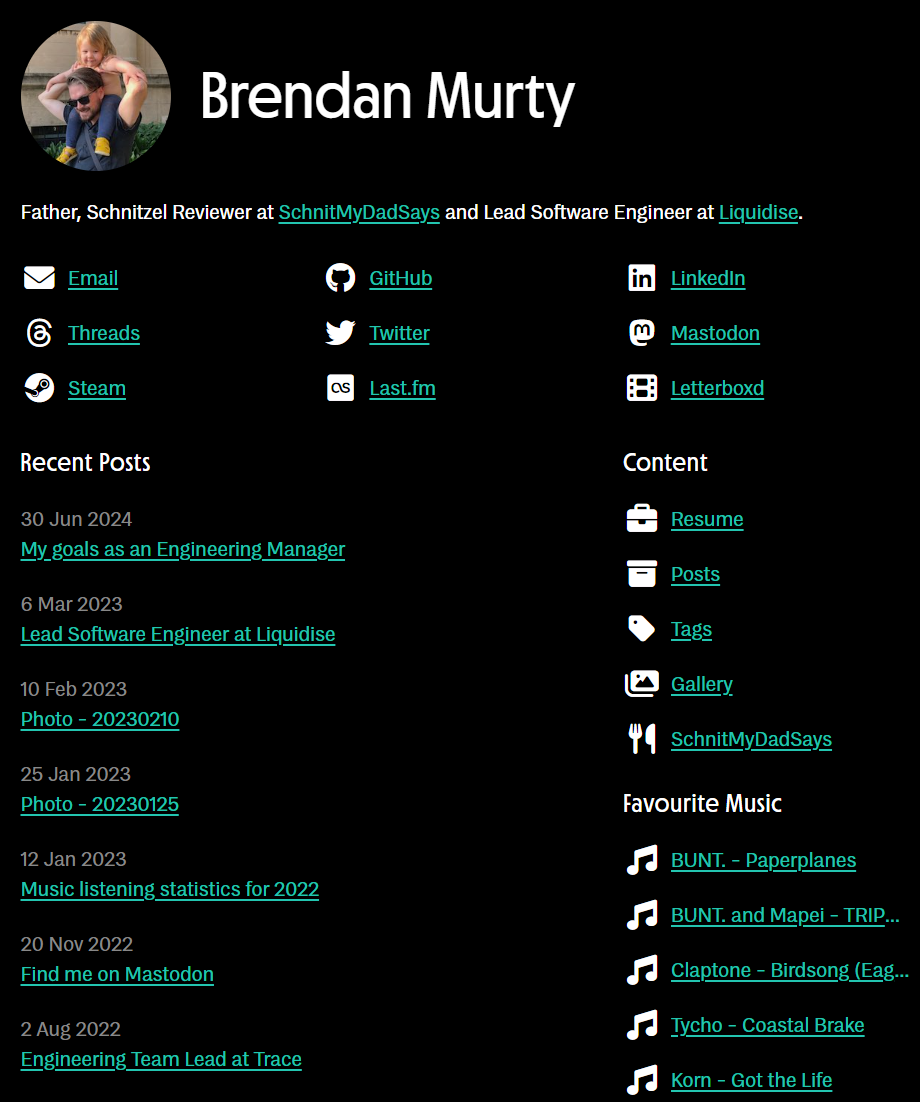 Brendan Murty
Father, Schnitzel Reviewer at SchnitMyDadSays and Lead Software Engineer at Liquidise.
Email
GitHub
LinkedIn
Threads
Twitter
Mastodon
Steam
Last.fm
Letterboxd
Recent Posts
30 Jun 2024
My goals as an Engineering Manager
6 Mar 2023
Lead Software Engineer at Liquidise
10 Feb 2023
Photo - 20230210
25 Jan 2023
Photo - 20230125
12 Jan 2023
Music listening statistics for 2022
20 Nov 2022
Find me on Mastodon
2 Aug 2022
Engineering Team Lead at Trace
Content
Resume
Posts
Tags
Gallery
SchnitMyDadSays
Favourite Music
BUNT. - Paperplanes
BUNT. and Mapei - TRIP...
Claptone - Birdsong (Eag...
Tycho - Coastal Brake
Korn - Got the Life